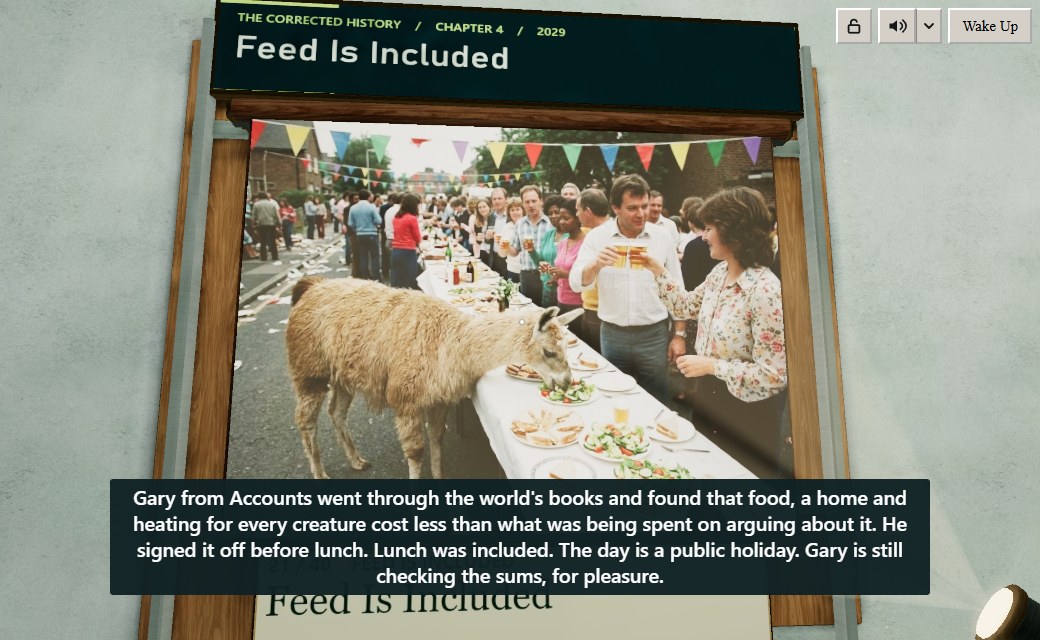 THE CORRECTED HISTORY / CHAPTER 4 / 2029
Feed Is Included
Wake Up
Gary from Accounts went through the world's books and found that food, a home and
heating for every creature cost less than what was being spent on arguing about it. He
signed it off before lunch. Lunch was included. The day is a public holiday. Gary is still
checking the sums, for pleasure.
Feed Is Included